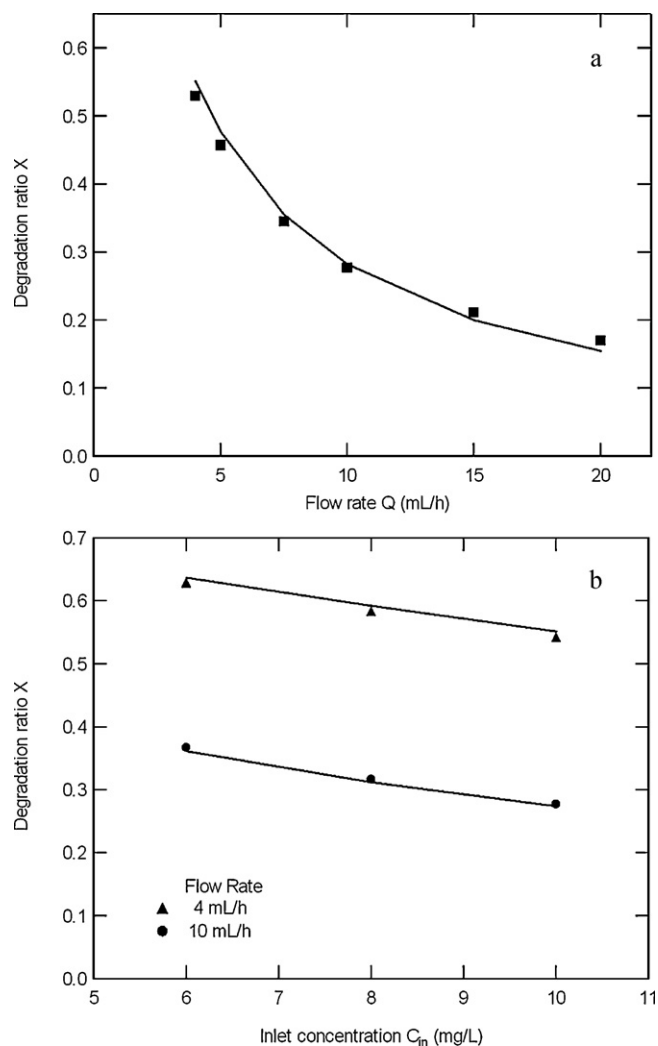 a
0.6
0.5
0.4
0.3
0.2
0.1
0.0
Degradation ratio X
0 5 10 15 20
Flow rate Q (mL/h)
b
0.7
0.6
0.5
0.4
0.3
0.2
0.1
0.0
Degradation ratio X
Flow Rate
4 mL/h
10 mL/h
5 6 7 8 9 10 11
Inlet concentration Cin (mg/L)